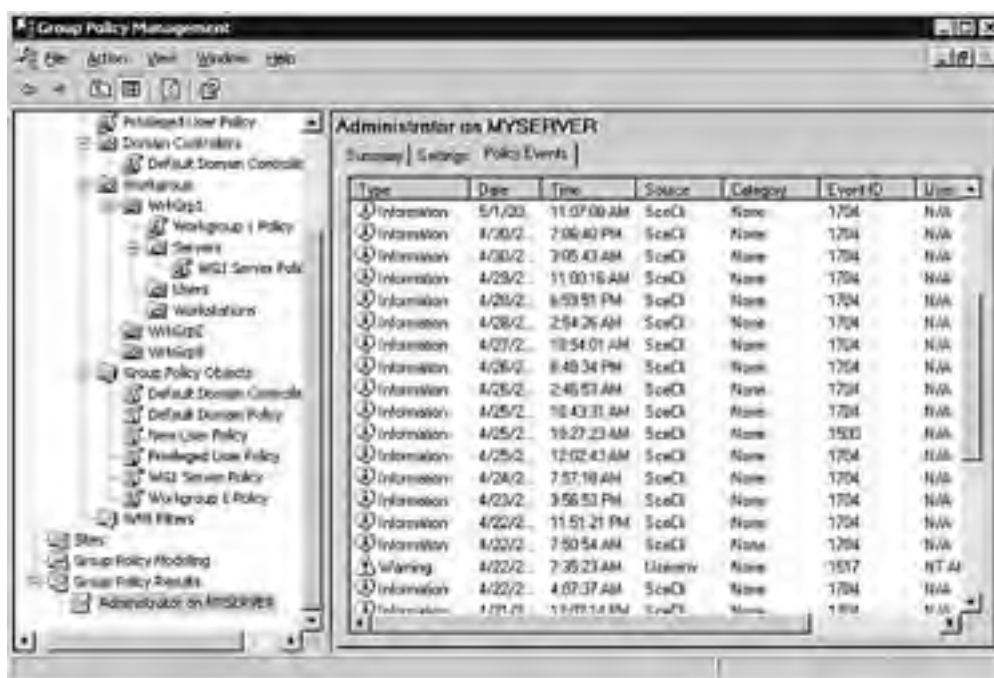 Group Policy Management
File Action View Window Help
Privileged User Policy
Domain Controllers
Default Domain Controlle
Workgroup
WrkGrp1
Workgroup 1 Policy
Servers
WG1 Server Poli
Users
Workstations
WrkGrp2
Group Policy Objects
Default Domain Controlle
Default Domain Policy
New User Policy
Privileged User Policy
WG1 Server Policy
Workgroup 1 Policy
WMI Filters
Sites
Group Policy Modeling
Group Policy Results
Administrator on MYSERVER
Administrator on MYSERVER
Summary Settings Policy Events
Type Date Time Source Category Event ID User
Information 5/1/20... 11:07:00 AM SceCli None 1704 N/A
Information 4/30/2... 7:06:40 PM SceCli None 1704 N/A
Information 4/30/2... 3:05:43 AM SceCli None 1704 N/A
Information 4/29/2... 11:00:16 AM SceCli None 1704 N/A
Information 4/28/2... 6:59:51 PM SceCli None 1704 N/A
Information 4/28/2... 2:54:26 AM SceCli None 1704 N/A
Information 4/27/2... 10:54:01 AM SceCli None 1704 N/A
Information 4/26/2... 6:48:34 PM SceCli None 1704 N/A
Information 4/26/2... 2:46:53 AM SceCli None 1704 N/A
Information 4/25/2... 10:43:31 AM SceCli None 1704 N/A
Information 4/25/2... AM SceCli None N/A
Information 4/25/2... 12:02:43 AM SceCli None 1704 N/A
Information 4/24/2... 7:57:18 AM SceCli None 1704 N/A
Information 4/23/2... 3:56:53 PM SceCli None 1704 N/A
Information 4/22/2... 11:51:21 PM SceCli None 1704 N/A
Information 4/22/2... 7:50:54 AM SceCli None 1704 N/A
Warning 4/22/2... 7:35:23 AM Userenv None 1517 NT A
Information 4/22/2... 4:07:37 AM SceCli None 1704 N/A
Information SceCli None N/A